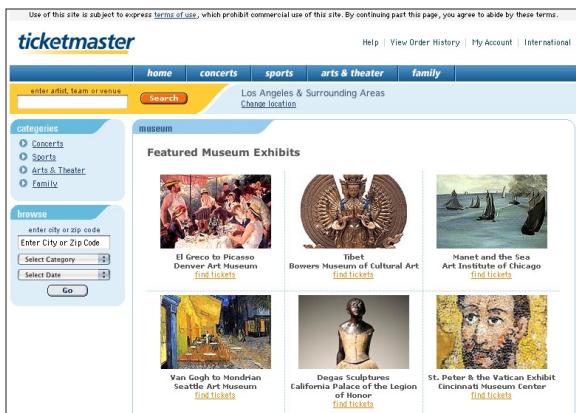 Use of this site is subject to express terms of use, which prohibit commercial use of this site. By continuing past this page, you agree to abide by these terms.
ticketmaster
Help | View Order History | My Account | International
home concerts sports arts & theater family
enter artist, team or venue
Search
Los Angeles & Surrounding Areas
Change location
categories
Concerts
Sports
Arts & Theater
Family
browse
enter city or zip code
Enter City or Zip Code
Select Category
Select Date
Go
museum
Featured Museum Exhibits
El Greco to Picasso
Denver Art Museum
find tickets
Tibet
Bowers Museum of Cultural Art
find tickets
Manet and the Sea
Art Institute of Chicago
find tickets
Van Gogh to Mondrian
Seattle Art Museum
find tickets
Degas Sculptures
California Palace of the Legion
of Honor
find tickets
St. Peter & the Vatican Exhibit
Cincinnati Museum Center
find tickets